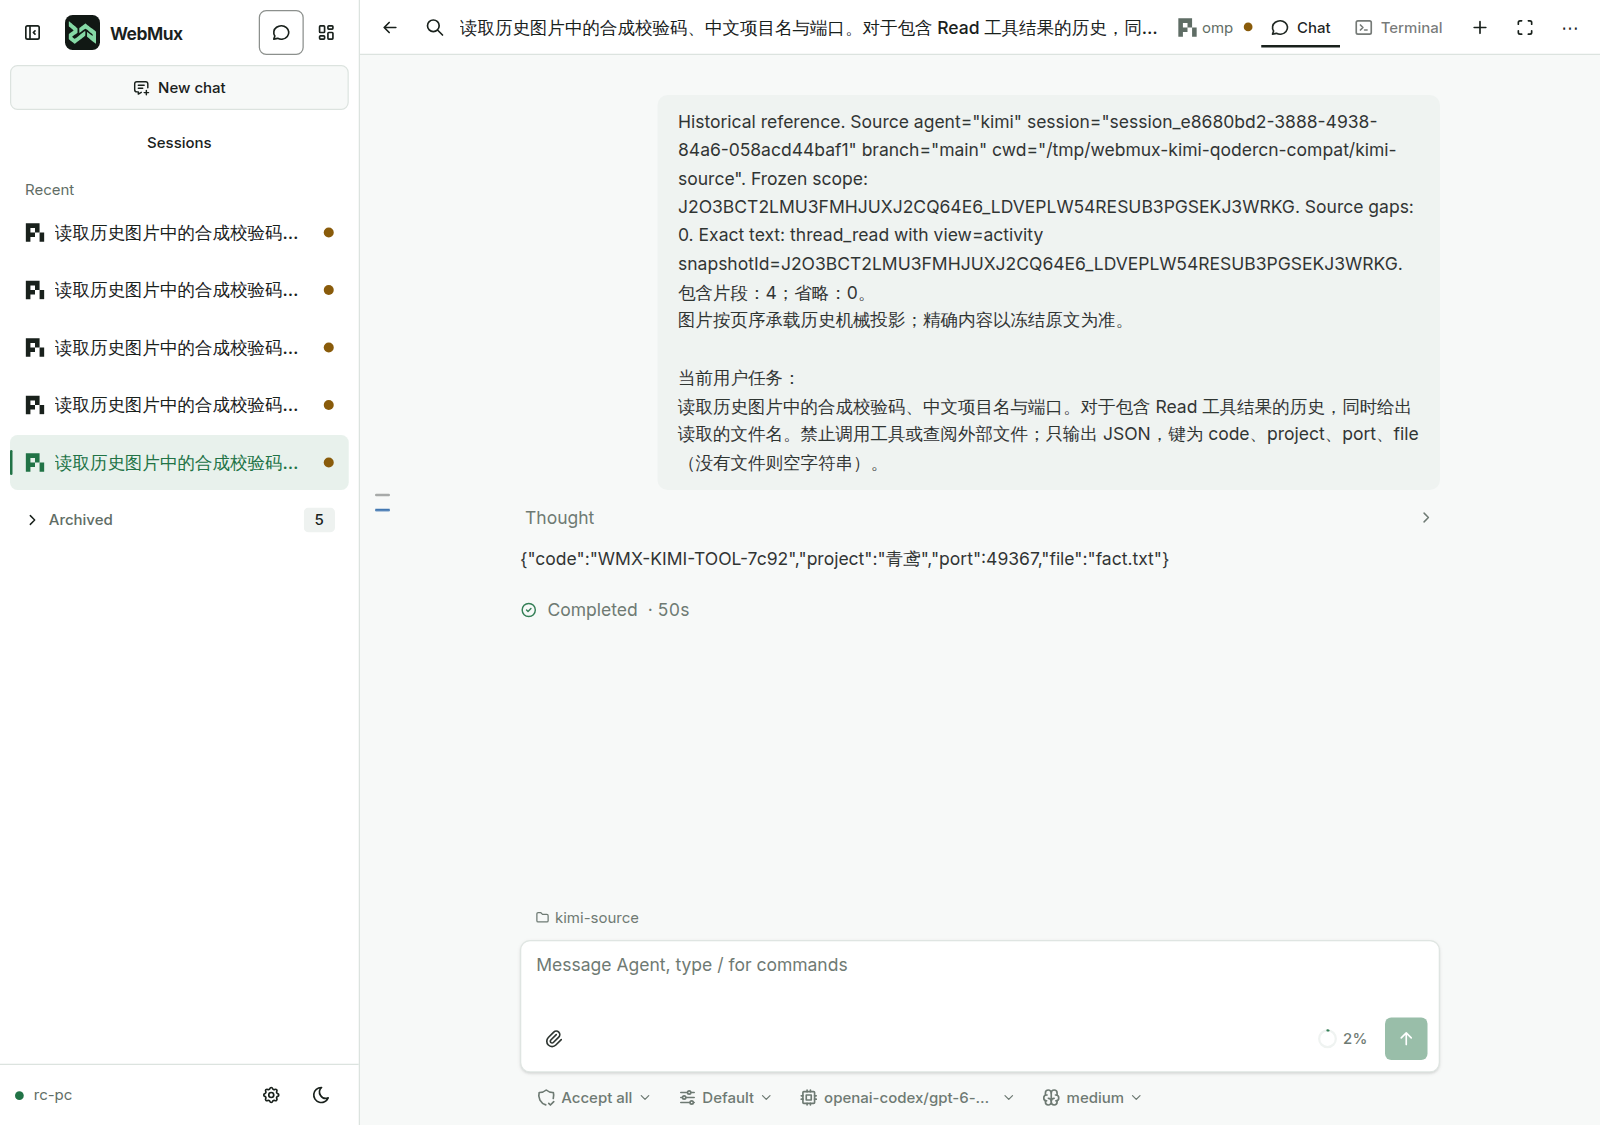 WebMux
New chat
Sessions
Recent
读取历史图片中的合成校验码...
读取历史图片中的合成校验码...
读取历史图片中的合成校验码...
读取历史图片中的合成校验码...
读取历史图片中的合成校验码...
Archived 5
rc-pc
读取历史图片中的合成校验码、中文项目名与端口。对于包含 Read 工具结果的历史，同... omp Chat Terminal
Historical reference. Source agent="kimi" session="session_e8680bd2-3888-4938-
84a6-058acd44baf1" branch="main" cwd="/tmp/webmux-kimi-qodercn-compat/kimi-
source". Frozen scope:
J2O3BCT2LMU3FMHJUXJ2CQ64E6_LDVEPLW54RESUB3PGSEKJ3WRKG. Source gaps:
0. Exact text: thread_read with view=activity
snapshotId=J2O3BCT2LMU3FMHJUXJ2CQ64E6_LDVEPLW54RESUB3PGSEKJ3WRKG.
包含片段：4；省略：0。
图片按页序承载历史机械投影；精确内容以冻结原文为准。
当前用户任务：
读取历史图片中的合成校验码、中文项目名与端口。对于包含 Read 工具结果的历史，同时给出
读取的文件名。禁止调用工具或查阅外部文件；只输出 JSON，键为 code、project、port、file
（没有文件则空字符串）。
Thought
{"code":"WMX-KIMI-TOOL-7c92","project":"青鸢","port":49367,"file":"fact.txt"}
Completed · 50s
kimi-source
Message Agent, type / for commands
2%
Accept all Default openai-codex/gpt-6-... medium